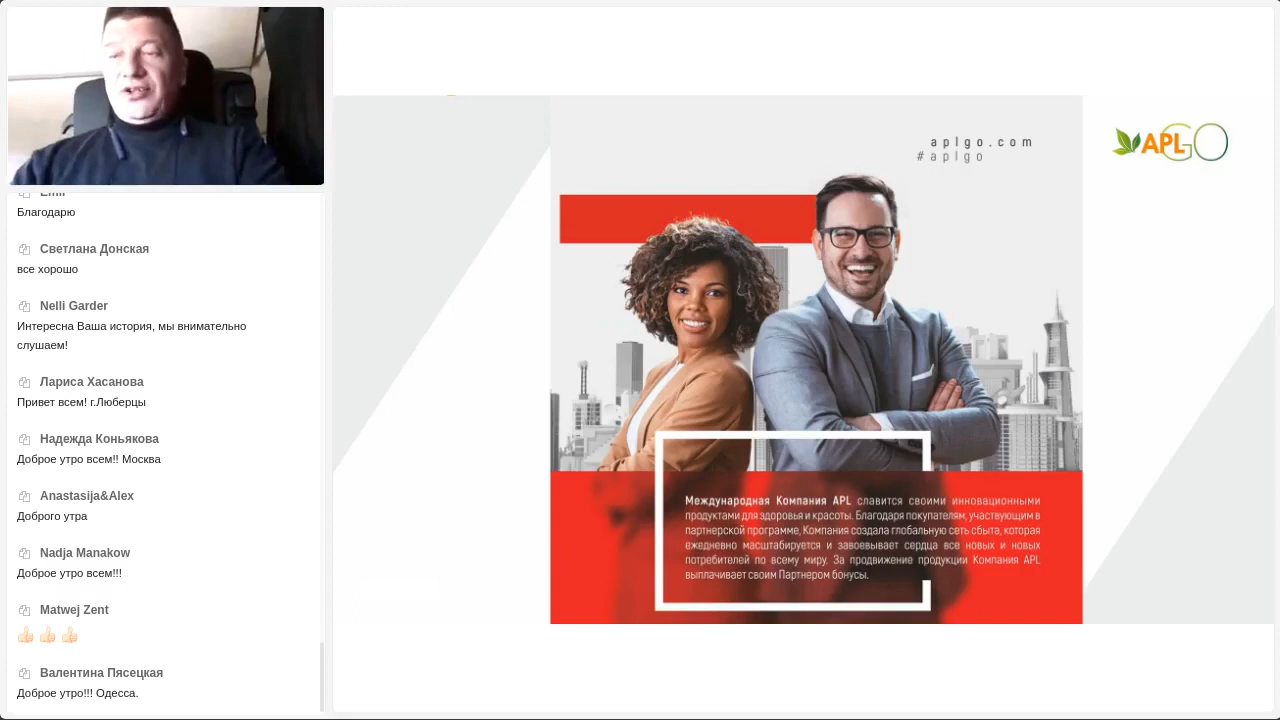 Emil
Благодарю
Светлана Донская
все хорошо
Nelli Garder
Интересна Ваша история, мы внимательно
слушаем!
Лариса Хасанова
Привет всем! г.Люберцы
Надежда Коньякова
Доброе утро всем!! Москва
Anastasija&Alex
Доброго утра
Nadja Manakow
Доброе утро всем!!!
Matwej Zent
Валентина Пясецкая
Доброе утро!!! Одесса.
aplgo.com
#aplgo
APLGO
Международная Компания APL славится своими инновационными
продуктами для здоровья и красоты. Благодаря покупателям, участвующим в
партнерской программе, Компания создала глобальную сеть сбыта, которая
ежедневно масштабируется и завоевывает сердца все новых и новых
потребителей по всему миру. За продвижение продукции Компания APL
выплачивает своим Партнером бонусы.